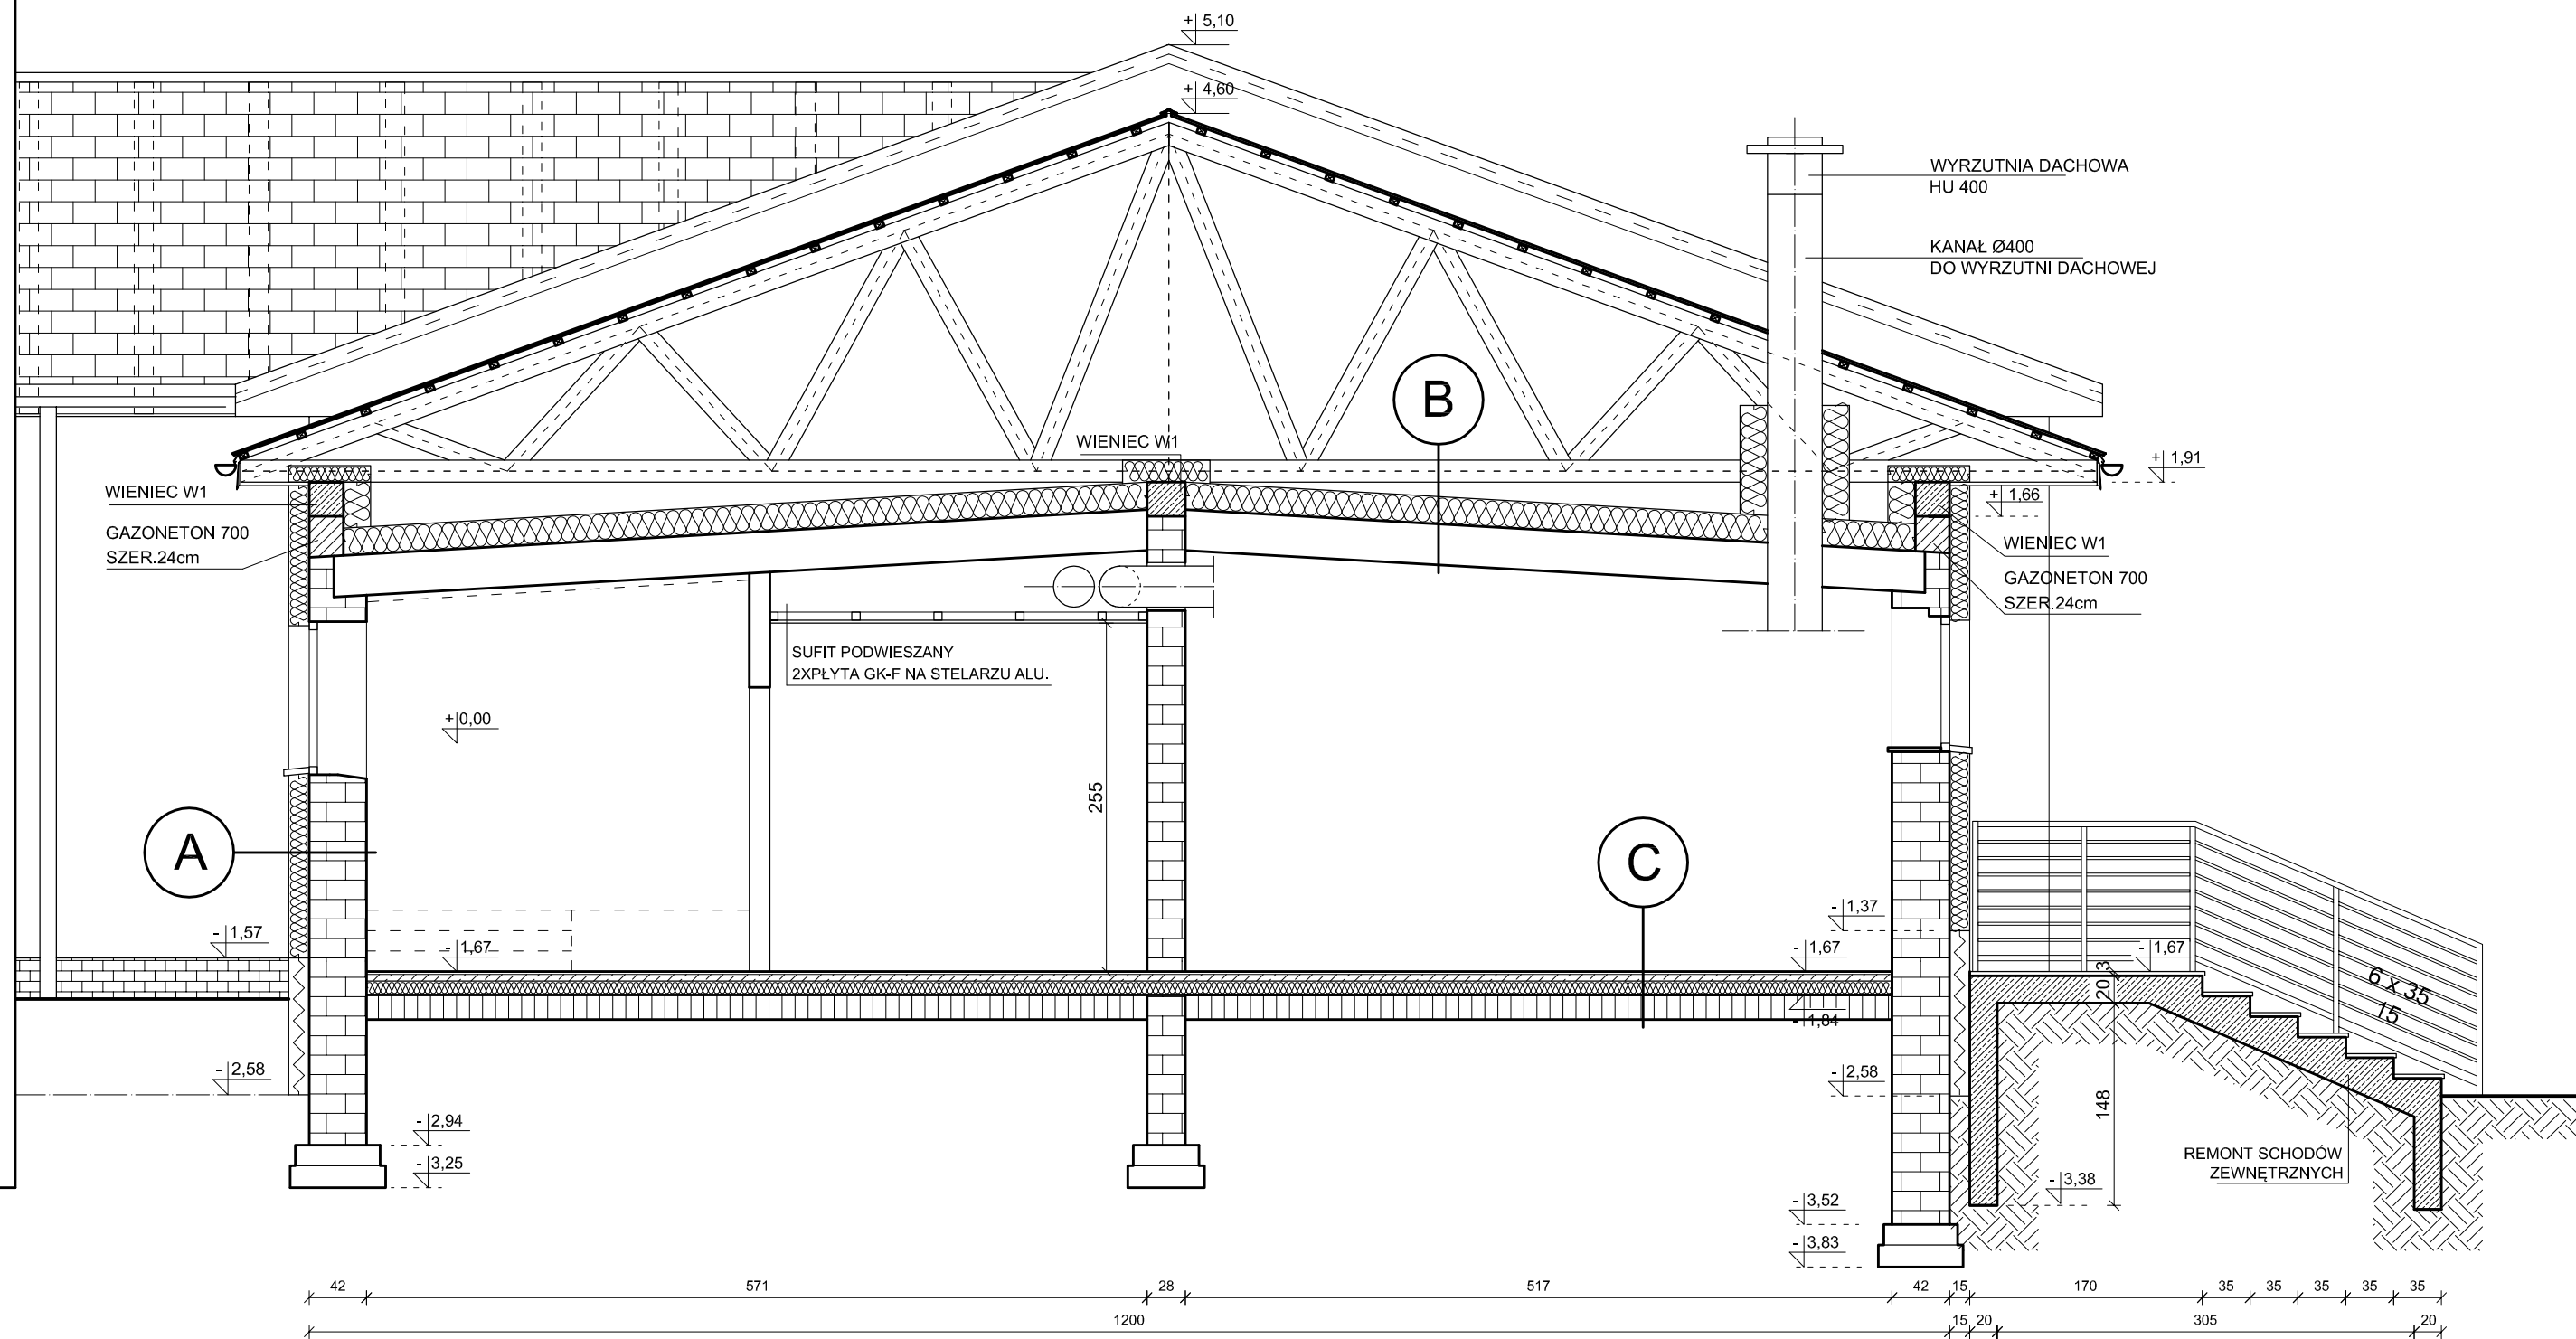 + 5,10
+ 4,60
WYRZUTNIA DACHOWA
HU 400
KANAŁ Ø400
DO WYRZUTNI DACHOWEJ
B
WIENIEC W1
+ 1,91
WIENIEC W1
+ 1,66
GAZONETON 700
SZER.24cm
WIENIEC W1
GAZONETON 700
SZER.24cm
SUFIT PODWIESZANY
2XPŁYTA GK-F NA STELARZU ALU.
+ 0,00
255
A
C
- 1,57
- 1,67
- 1,37
- 1,67
- 1,67
3
20
6 x 35
15
- 1,84
- 2,58
- 2,58
148
- 2,94
- 3,25
REMONT SCHODÓW
ZEWNĘTRZNYCH
- 3,38
- 3,52
- 3,83
42 571 28 517 42 15 170 35 35 35 35 35
1200 15 20 305 20